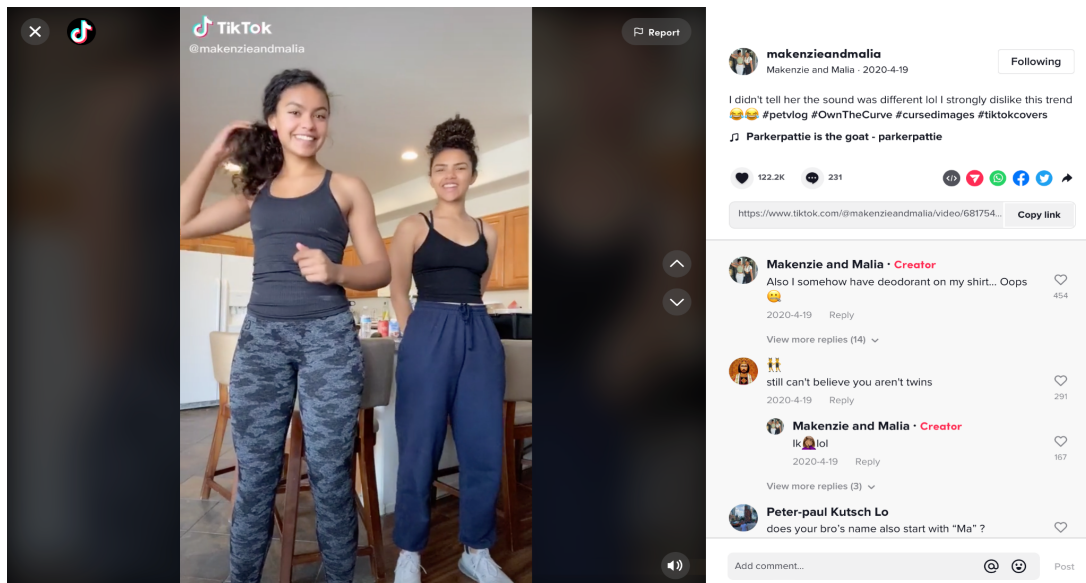 TikTok
@makenzieandmalia
Report
makenzieandmalia
Makenzie and Malia · 2020-4-19
Following
I didn't tell her the sound was different lol I strongly dislike this trend
😂😂 #petvlog #OwnTheCurve #cursedimages #tiktokcovers
Parkerpattie is the goat - parkerpattie
122.2K
231
https://www.tiktok.com/@makenzieandmalia/video/681754...
Copy link
Makenzie and Malia · Creator
Also I somehow have deodorant on my shirt... Oops
🤐
454
2020-4-19 Reply
View more replies (14)
👯
still can't believe you aren't twins
291
2020-4-19 Reply
Makenzie and Malia · Creator
Ik🤦🏽‍♀️lol
167
2020-4-19 Reply
View more replies (3)
Peter-paul Kutsch Lo
does your bro's name also start with “Ma” ?
Add comment...
Post